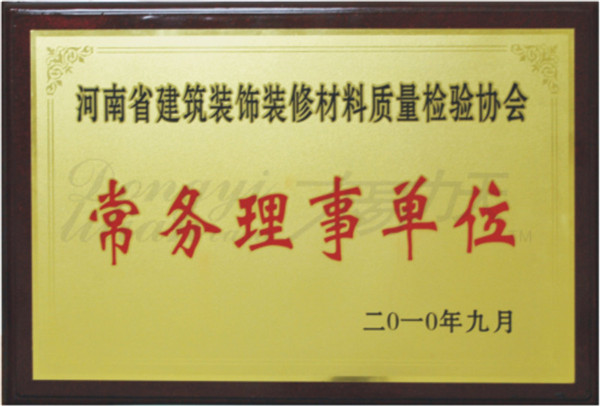 河南省建筑装饰装修材料质量检验协会
常务理事单位
二0一0年九月